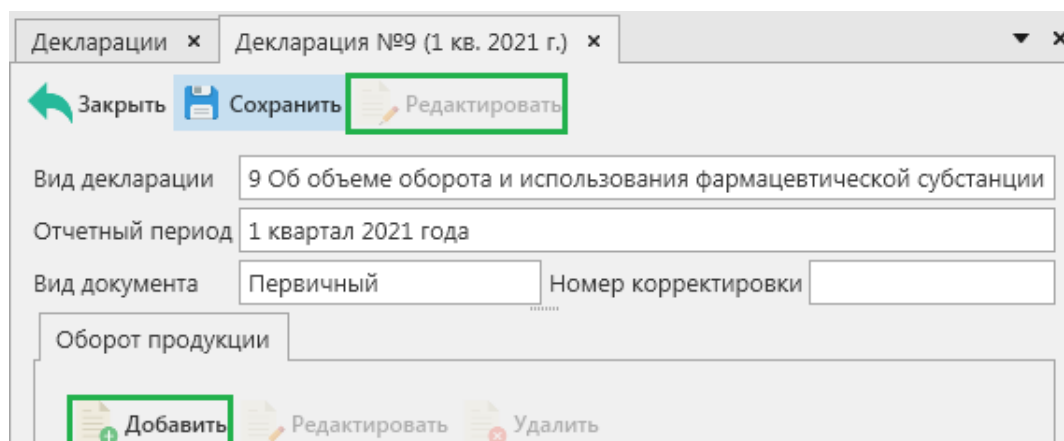 Декларации × Декларация №9 (1 кв. 2021 г.) ×
Закрыть Сохранить Редактировать
Вид декларации 9 Об объеме оборота и использования фармацевтической субстанции
Отчетный период 1 квартал 2021 года
Вид документа Первичный Номер корректировки
Оборот продукции
Добавить Редактировать Удалить